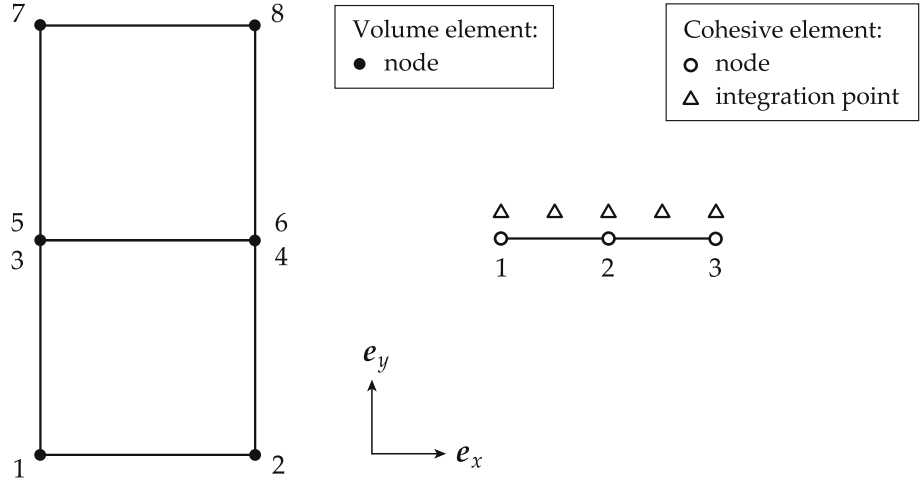 7
8
5
6
3
4
1
2
Volume element:
node
Cohesive element:
node
integration point
1
2
3
e_y
e_x